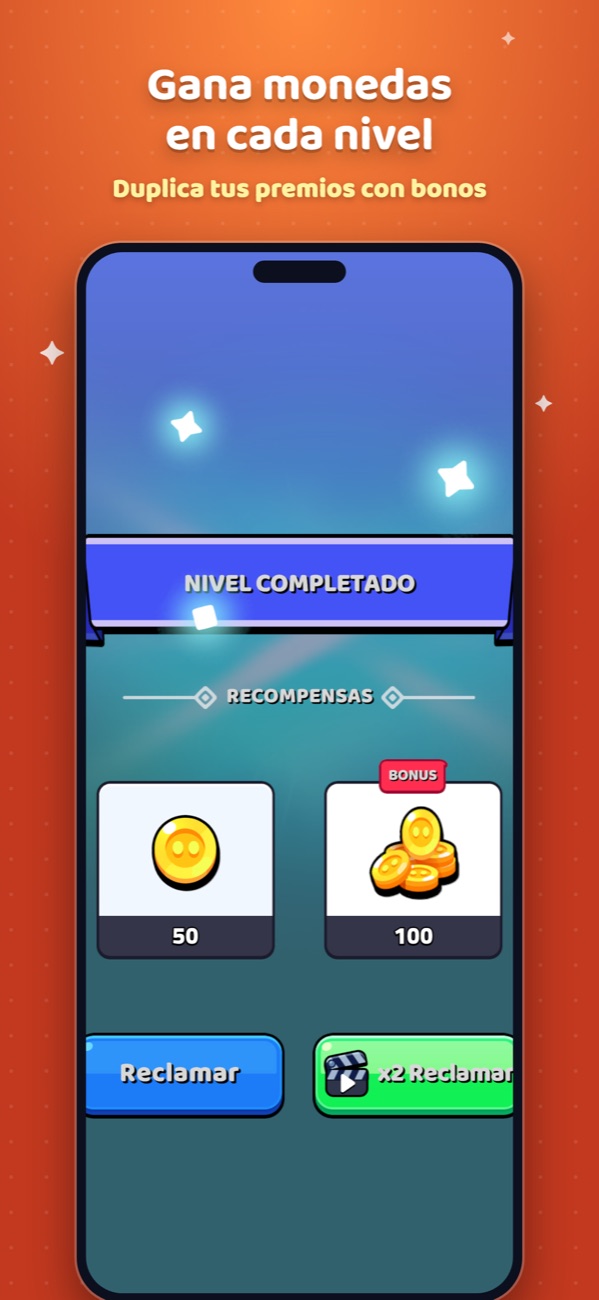 Gana monedas
en cada nivel
Duplica tus premios con bonos
NIVEL COMPLETADO
RECOMPENSAS
BONUS
50
100
Reclamar
x2 Reclamar